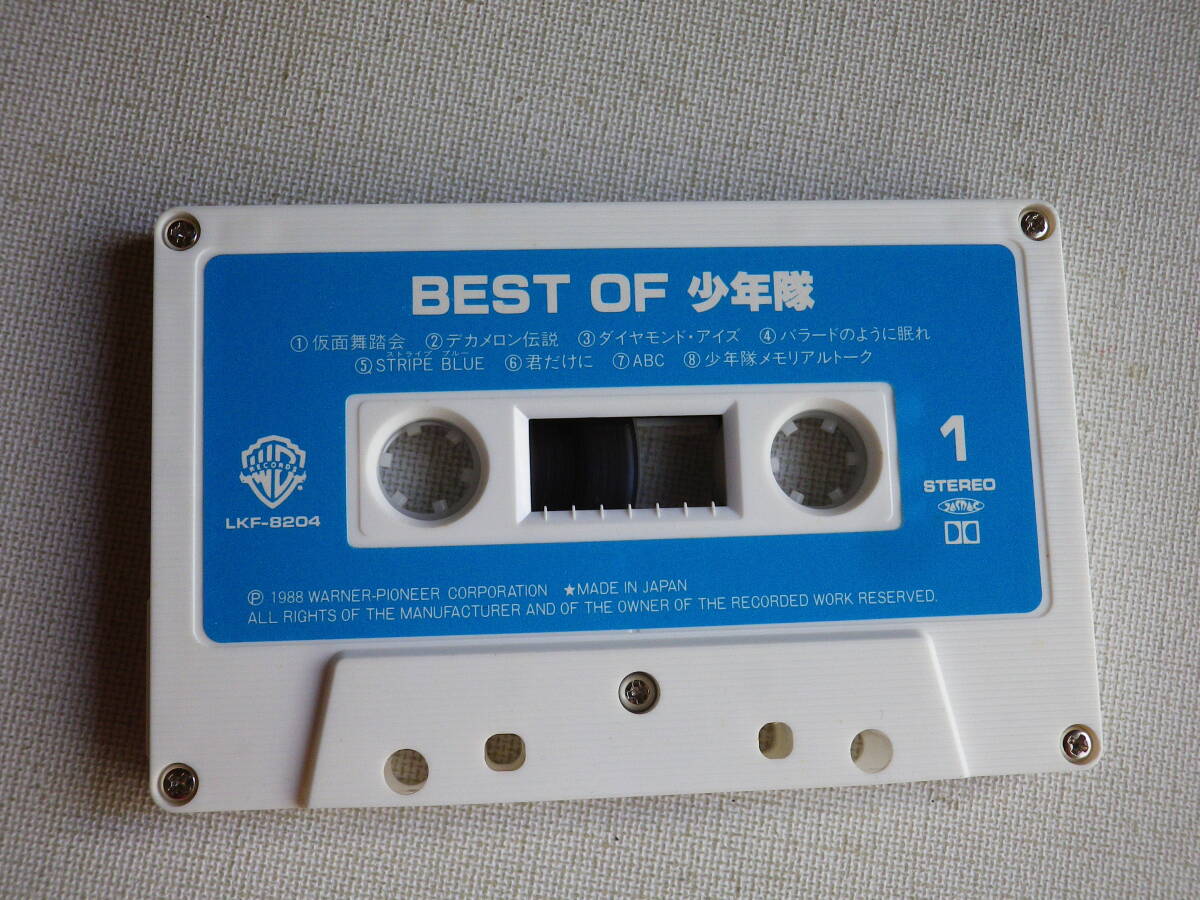 BEST OF 少年隊
①仮面舞踏会 ②デカメロン伝説 ③ダイヤモンド・アイズ ④バラードのように眠れ
ストライプ ブルー
⑤STRIPE BLUE ⑥君だけに ⑦ABC ⑧少年隊メモリアルトーク
1
STEREO
JASRAC
WB RECORDS
LKF-8204
Ⓟ 1988 WARNER-PIONEER CORPORATION ★MADE IN JAPAN
ALL RIGHTS OF THE MANUFACTURER AND OF THE OWNER OF THE RECORDED WORK RESERVED.